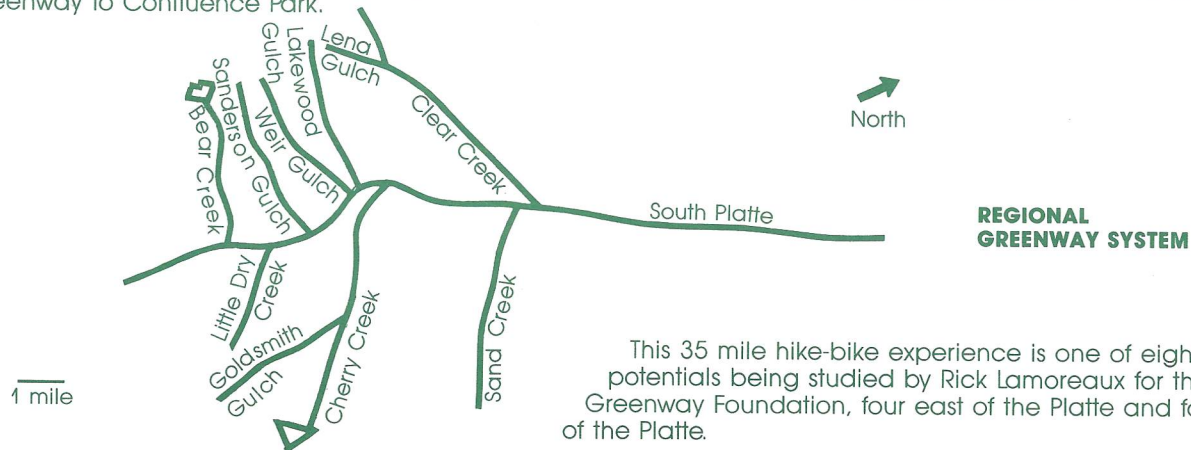 eenway to Confluence Park.
Lena
Gulch
Lakewood
Gulch
Weir Gulch
Sanderson Gulch
Bear Creek
Clear Creek
North
South Platte
REGIONAL
GREENWAY SYSTEM
Little Dry
Creek
Goldsmith
Gulch
Cherry Creek
Sand Creek
1 mile
This 35 mile hike-bike experience is one of eigh
potentials being studied by Rick Lamoreaux for th
Greenway Foundation, four east of the Platte and fo
of the Platte.